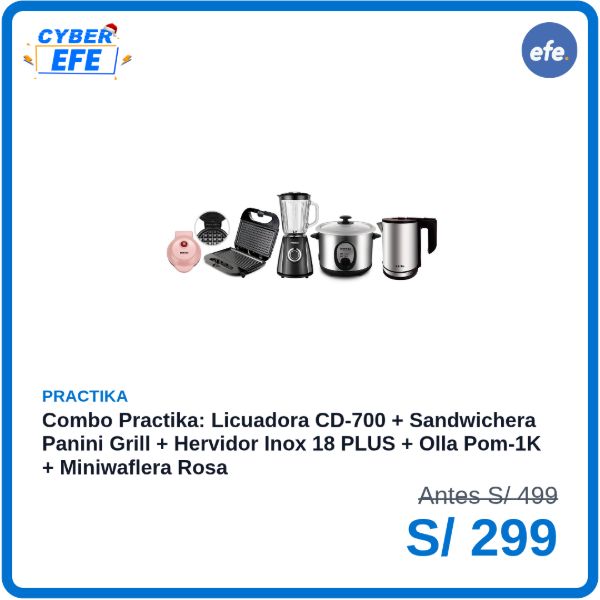 CYBER
EFE
efe.
PRACTIKA
Combo Practika: Licuadora CD-700 + Sandwichera
Panini Grill + Hervidor Inox 18 PLUS + Olla Pom-1K
+ Miniwaflera Rosa
Antes S/ 499
S/ 299